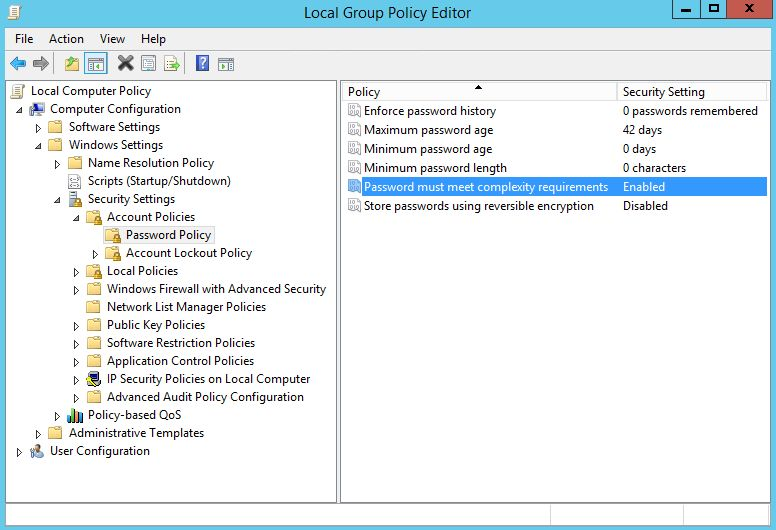 Local Group Policy Editor
File Action View Help
Local Computer Policy
Computer Configuration
Software Settings
Windows Settings
Name Resolution Policy
Scripts (Startup/Shutdown)
Security Settings
Account Policies
Password Policy
Account Lockout Policy
Local Policies
Windows Firewall with Advanced Security
Network List Manager Policies
Public Key Policies
Software Restriction Policies
Application Control Policies
IP Security Policies on Local Computer
Advanced Audit Policy Configuration
Policy-based QoS
Administrative Templates
User Configuration
Policy Security Setting
Enforce password history 0 passwords remembered
Maximum password age 42 days
Minimum password age 0 days
Minimum password length 0 characters
Password must meet complexity requirements Enabled
Store passwords using reversible encryption Disabled